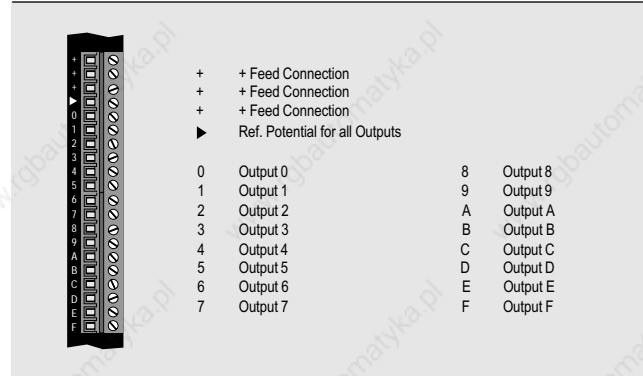 +
+
+
▶
0
1
2
3
4
5
6
7
8
9
A
B
C
D
E
F
+ + Feed Connection
+ + Feed Connection
+ + Feed Connection
▶ Ref. Potential for all Outputs
0 Output 0
1 Output 1
2 Output 2
3 Output 3
4 Output 4
5 Output 5
6 Output 6
7 Output 7
8 Output 8
9 Output 9
A Output A
B Output B
C Output C
D Output D
E Output E
F Output F